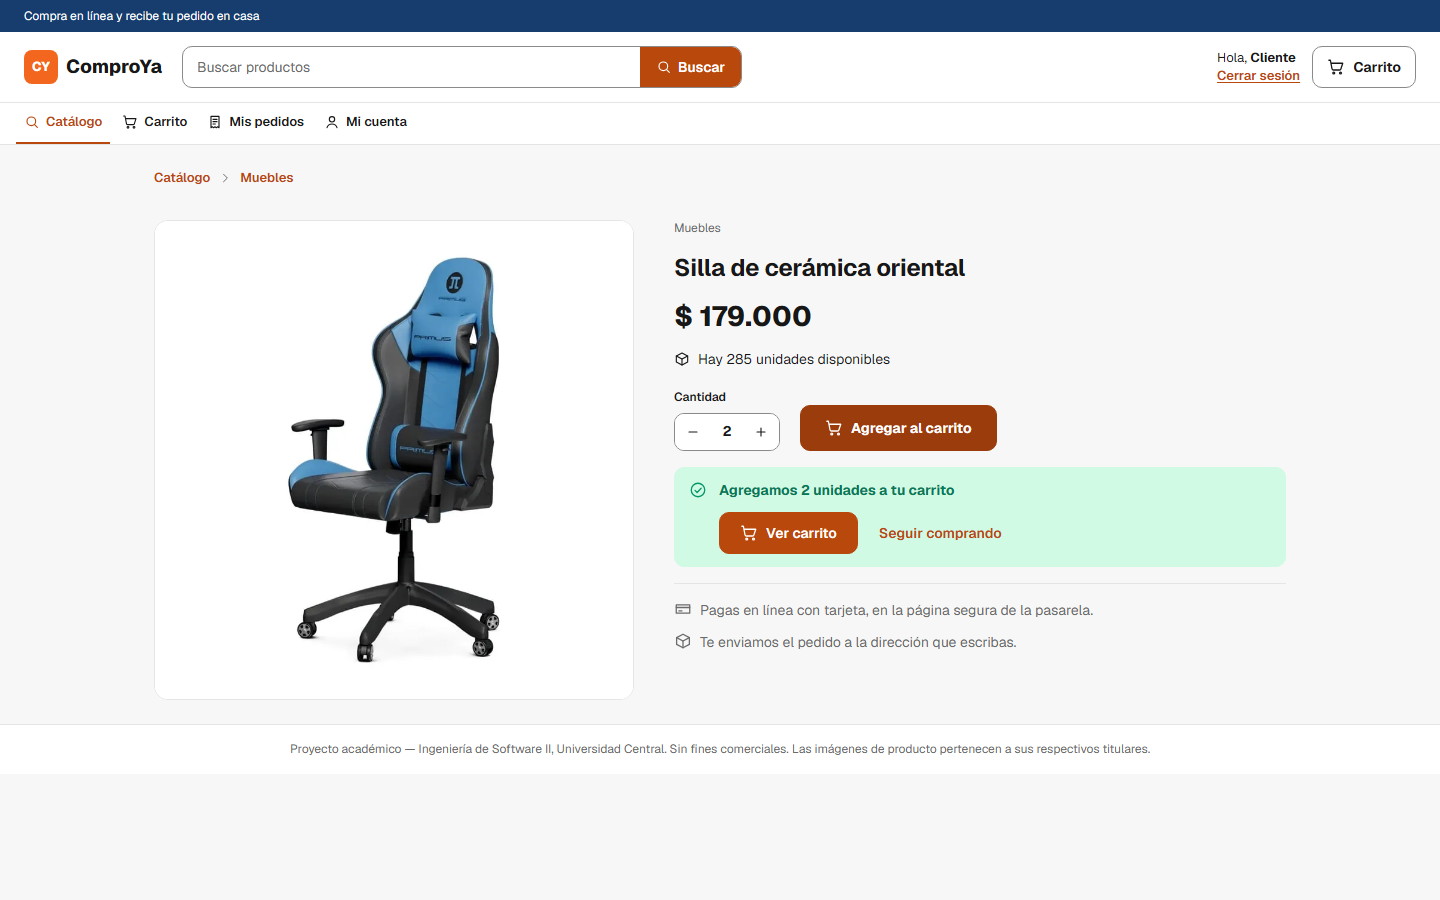 Compra en línea y recibe tu pedido en casa
CY ComproYa
Buscar productos
Buscar
Hola, Cliente
Cerrar sesión
Carrito
Catálogo
Carrito
Mis pedidos
Mi cuenta
Catálogo > Muebles
Muebles
Silla de cerámica oriental
$ 179.000
Hay 285 unidades disponibles
Cantidad
− 2 +
Agregar al carrito
Agregamos 2 unidades a tu carrito
Ver carrito
Seguir comprando
Pagas en línea con tarjeta, en la página segura de la pasarela.
Te enviamos el pedido a la dirección que escribas.
PRIMUS
PRIMUS
PRIMUS
Proyecto académico — Ingeniería de Software II, Universidad Central. Sin fines comerciales. Las imágenes de producto pertenecen a sus respectivos titulares.